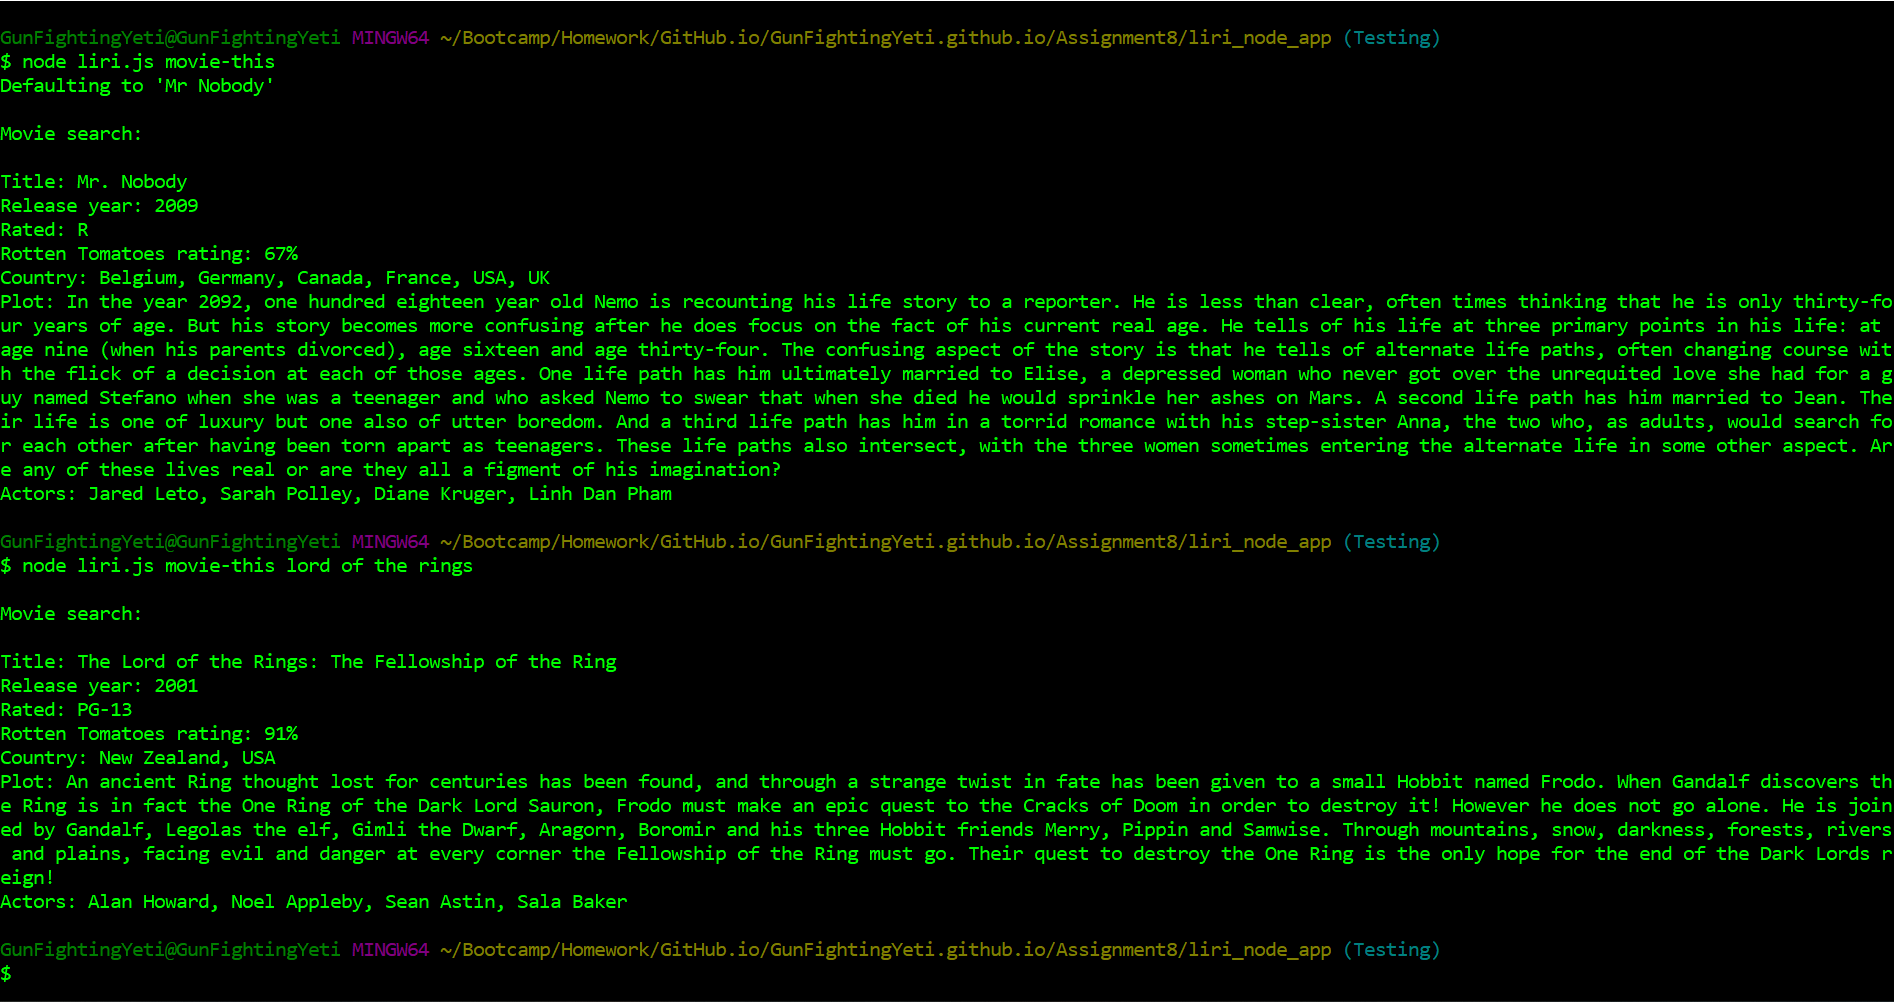 GunFightingYeti@GunFightingYeti MINGW64 ~/Bootcamp/Homework/GitHub.io/GunFightingYeti.github.io/Assignment8/liri_node_app (Testing)
$ node liri.js movie-this
Defaulting to 'Mr Nobody'
Movie search:
Title: Mr. Nobody
Release year: 2009
Rated: R
Rotten Tomatoes rating: 67%
Country: Belgium, Germany, Canada, France, USA, UK
Plot: In the year 2092, one hundred eighteen year old Nemo is recounting his life story to a reporter. He is less than clear, often times thinking that he is only thirty-fo
ur years of age. But his story becomes more confusing after he does focus on the fact of his current real age. He tells of his life at three primary points in his life: at
age nine (when his parents divorced), age sixteen and age thirty-four. The confusing aspect of the story is that he tells of alternate life paths, often changing course wit
h the flick of a decision at each of those ages. One life path has him ultimately married to Elise, a depressed woman who never got over the unrequited love she had for a g
uy named Stefano when she was a teenager and who asked Nemo to swear that when she died he would sprinkle her ashes on Mars. A second life path has him married to Jean. The
ir life is one of luxury but one also of utter boredom. And a third life path has him in a torrid romance with his step-sister Anna, the two who, as adults, would search fo
r each other after having been torn apart as teenagers. These life paths also intersect, with the three women sometimes entering the alternate life in some other aspect. Ar
e any of these lives real or are they all a figment of his imagination?
Actors: Jared Leto, Sarah Polley, Diane Kruger, Linh Dan Pham
GunFightingYeti@GunFightingYeti MINGW64 ~/Bootcamp/Homework/GitHub.io/GunFightingYeti.github.io/Assignment8/liri_node_app (Testing)
$ node liri.js movie-this lord of the rings
Movie search:
Title: The Lord of the Rings: The Fellowship of the Ring
Release year: 2001
Rated: PG-13
Rotten Tomatoes rating: 91%
Country: New Zealand, USA
Plot: An ancient Ring thought lost for centuries has been found, and through a strange twist in fate has been given to a small Hobbit named Frodo. When Gandalf discovers th
e Ring is in fact the One Ring of the Dark Lord Sauron, Frodo must make an epic quest to the Cracks of Doom in order to destroy it! However he does not go alone. He is join
ed by Gandalf, Legolas the elf, Gimli the Dwarf, Aragorn, Boromir and his three Hobbit friends Merry, Pippin and Samwise. Through mountains, snow, darkness, forests, rivers
and plains, facing evil and danger at every corner the Fellowship of the Ring must go. Their quest to destroy the One Ring is the only hope for the end of the Dark Lords r
eign!
Actors: Alan Howard, Noel Appleby, Sean Astin, Sala Baker
GunFightingYeti@GunFightingYeti MINGW64 ~/Bootcamp/Homework/GitHub.io/GunFightingYeti.github.io/Assignment8/liri_node_app (Testing)
$